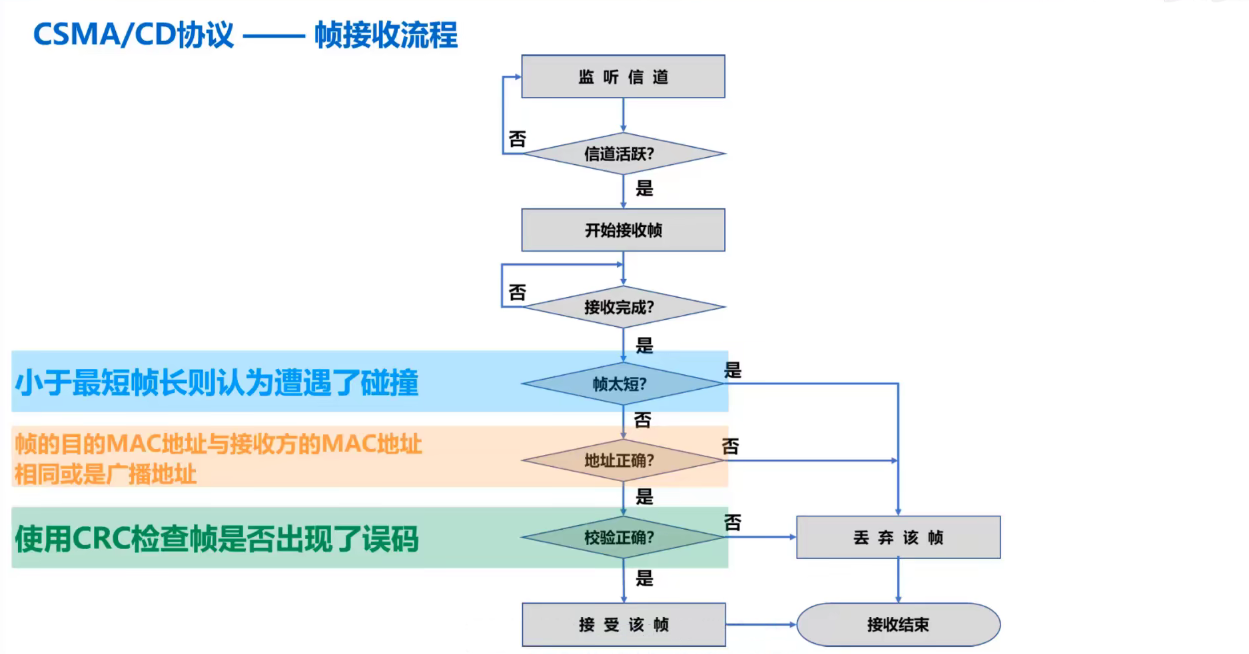 CSMA/CD协议 —— 帧接收流程
监 听 信 道
否
信道活跃?
是
开始接收帧
否
接收完成?
是
小于最短帧长则认为遭遇了碰撞
帧太短?
是
否
帧的目的MAC地址与接收方的MAC地址
相同或是广播地址
地址正确?
否
是
使用CRC检查帧是否出现了误码
校验正确?
否
丢 弃 该 帧
是
接 受 该 帧
接收结束